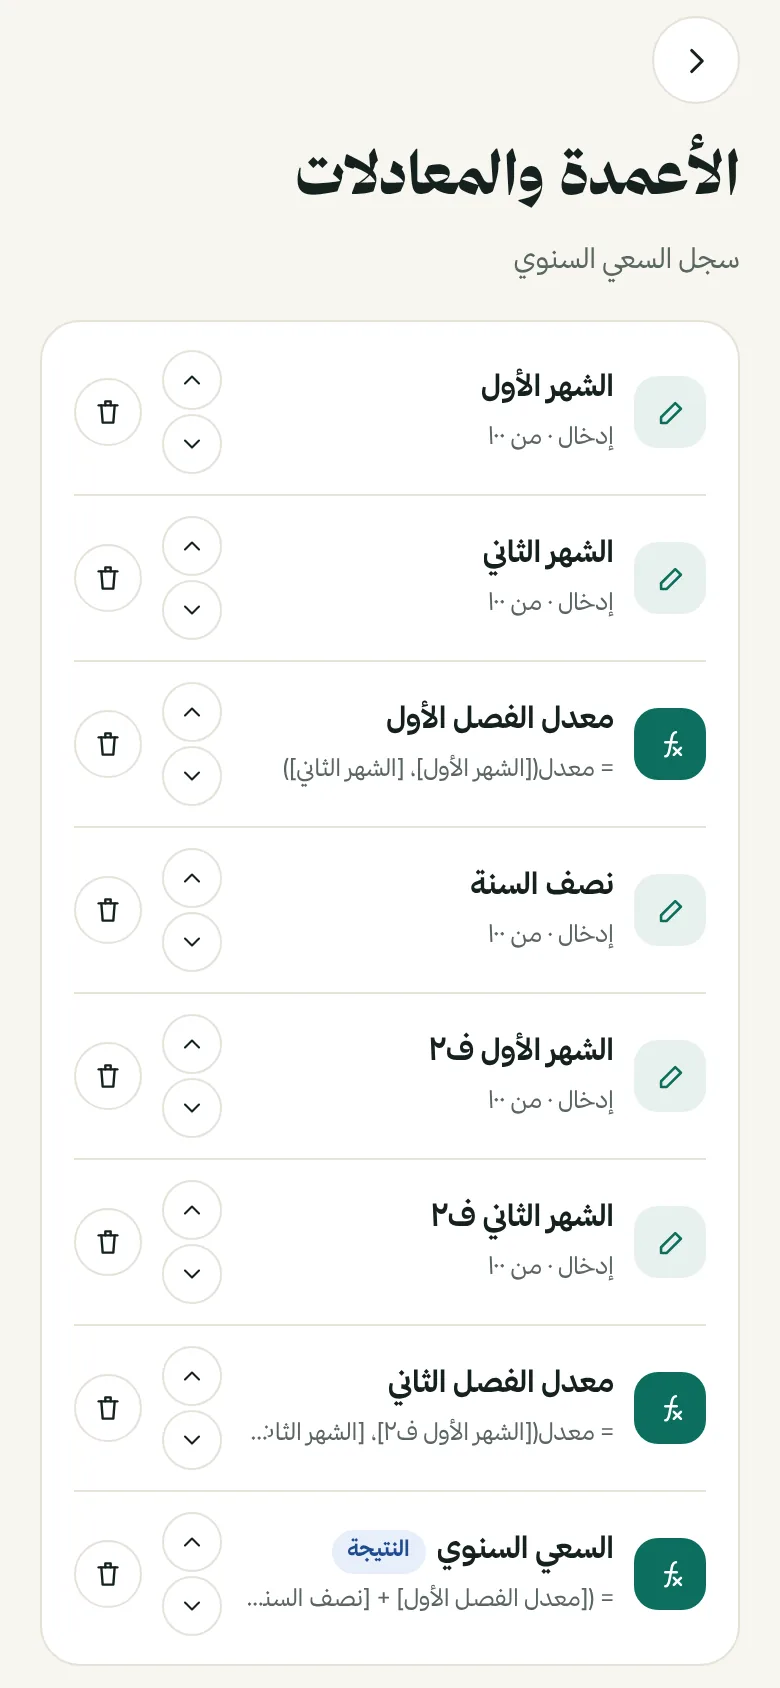 الأعمدة والمعادلات
سجل السعي السنوي
الشهر الأول
إدخال · من ١٠٠
الشهر الثاني
إدخال · من ١٠٠
معدل الفصل الأول
= معدل([الشهر الأول]، [الشهر الثاني])
نصف السنة
إدخال · من ١٠٠
الشهر الأول ف٢
إدخال · من ١٠٠
الشهر الثاني ف٢
إدخال · من ١٠٠
معدل الفصل الثاني
= معدل([الشهر الأول ف٢]، [الشهر الثاذ...
السعي السنوي النتيجة
= ([معدل الفصل الأول] + [نصف السنـ...